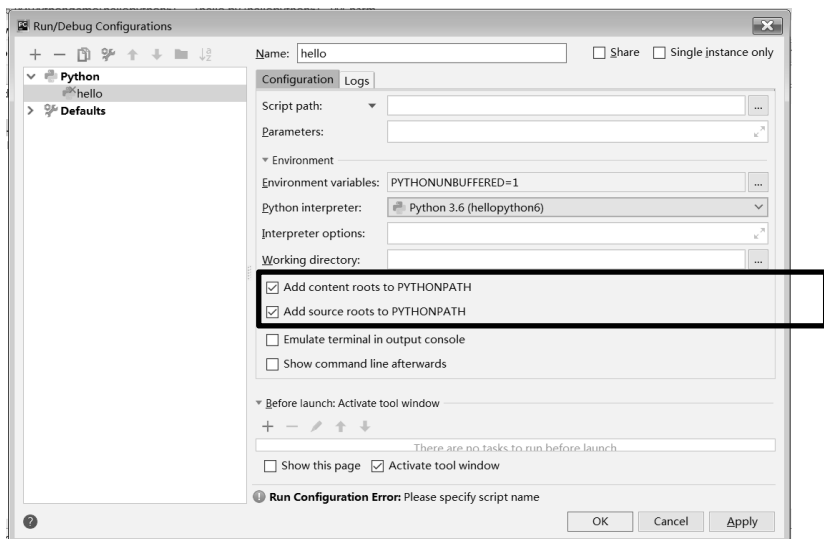 Run/Debug Configurations
Name: hello
Share
Single instance only
Python
hello
Defaults
Configuration Logs
Script path:
...
Parameters:
Environment
Environment variables: PYTHONUNBUFFERED=1
...
Python interpreter: Python 3.6 (hellopython6)
Interpreter options:
Working directory:
...
Add content roots to PYTHONPATH
Add source roots to PYTHONPATH
Emulate terminal in output console
Show command line afterwards
Before launch: Activate tool window
There are no tasks to run before launch
Show this page Activate tool window
Run Configuration Error: Please specify script name
? OK Cancel Apply